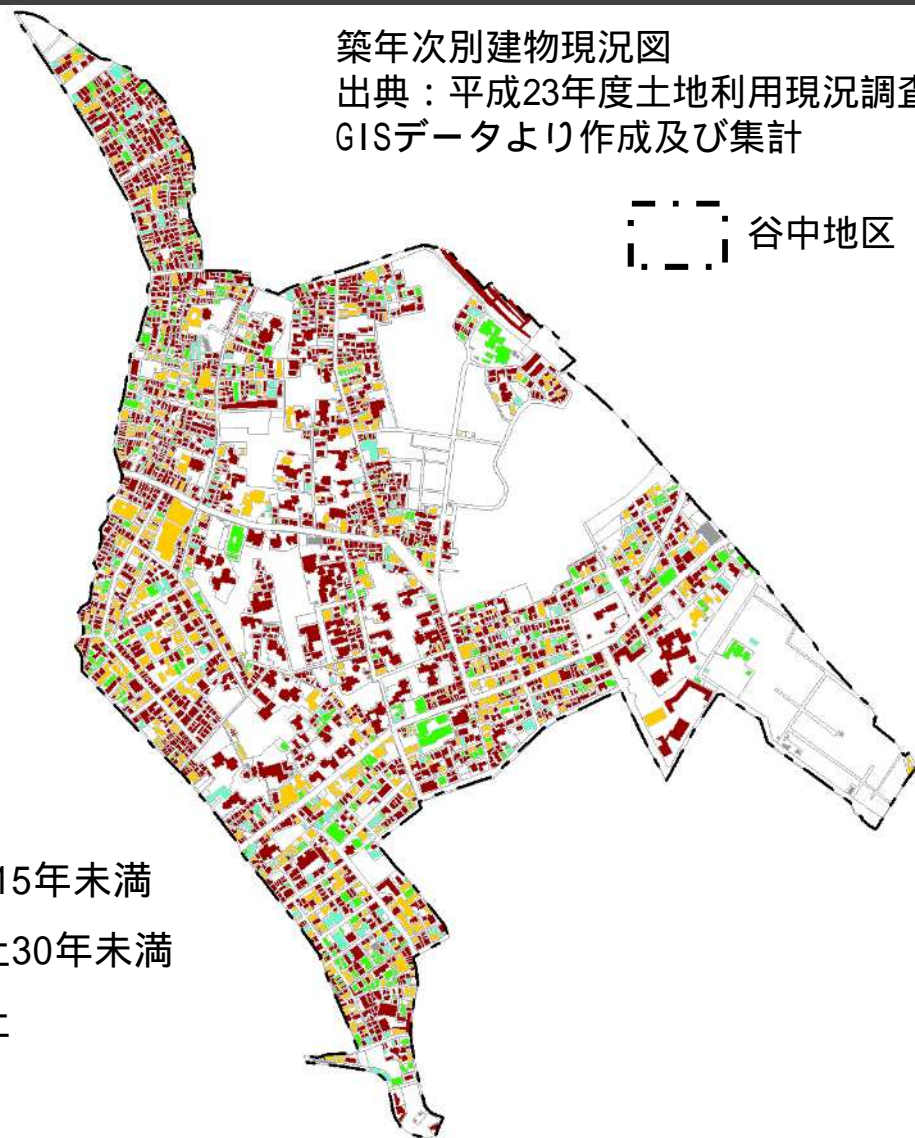 築年次別建物現況図
出典：平成23年度土地利用現況調査
GISデータより作成及び集計
谷中地区
15年未満
30年未満